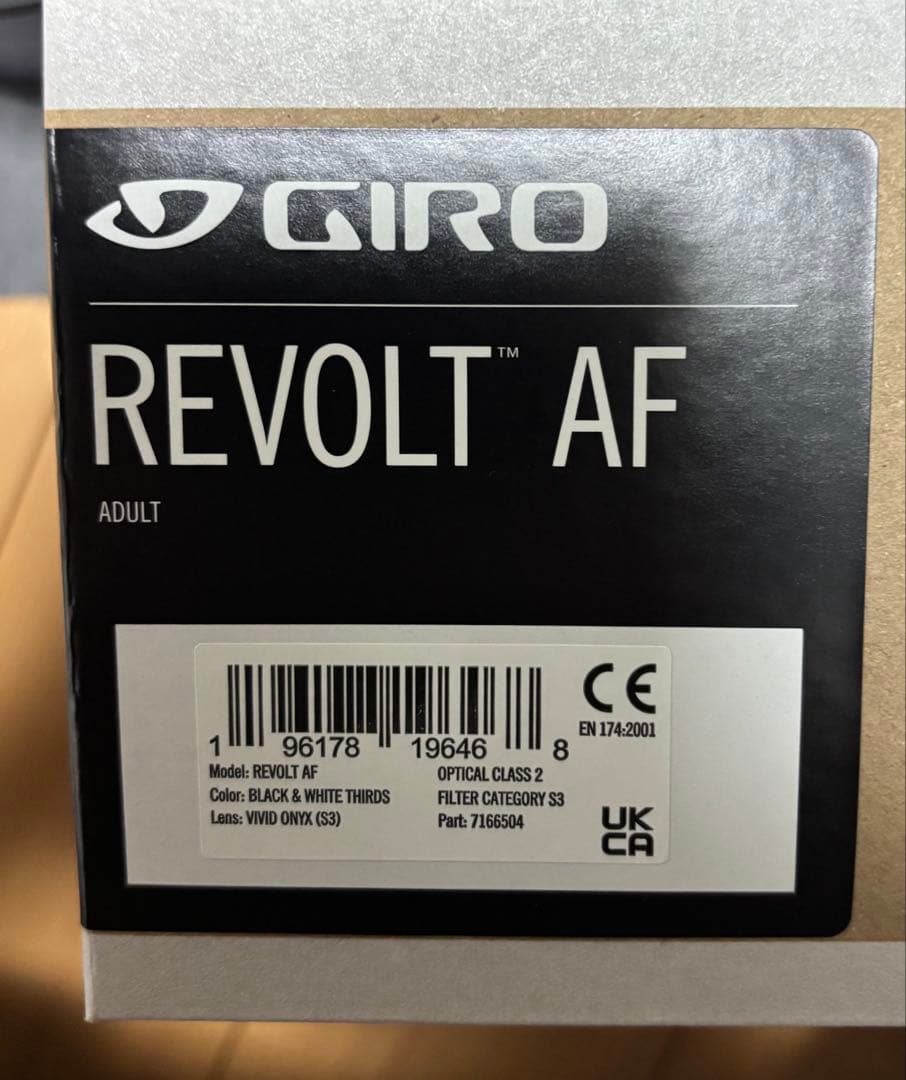 GIRO
REVOLT™ AF
ADULT
1 96178 19646 8
CE
EN 174:2001
Model: REVOLT AF
Color: BLACK & WHITE THIRDS
Lens: VIVID ONYX (S3)
OPTICAL CLASS 2
FILTER CATEGORY S3
Part: 7166504
UK
CA